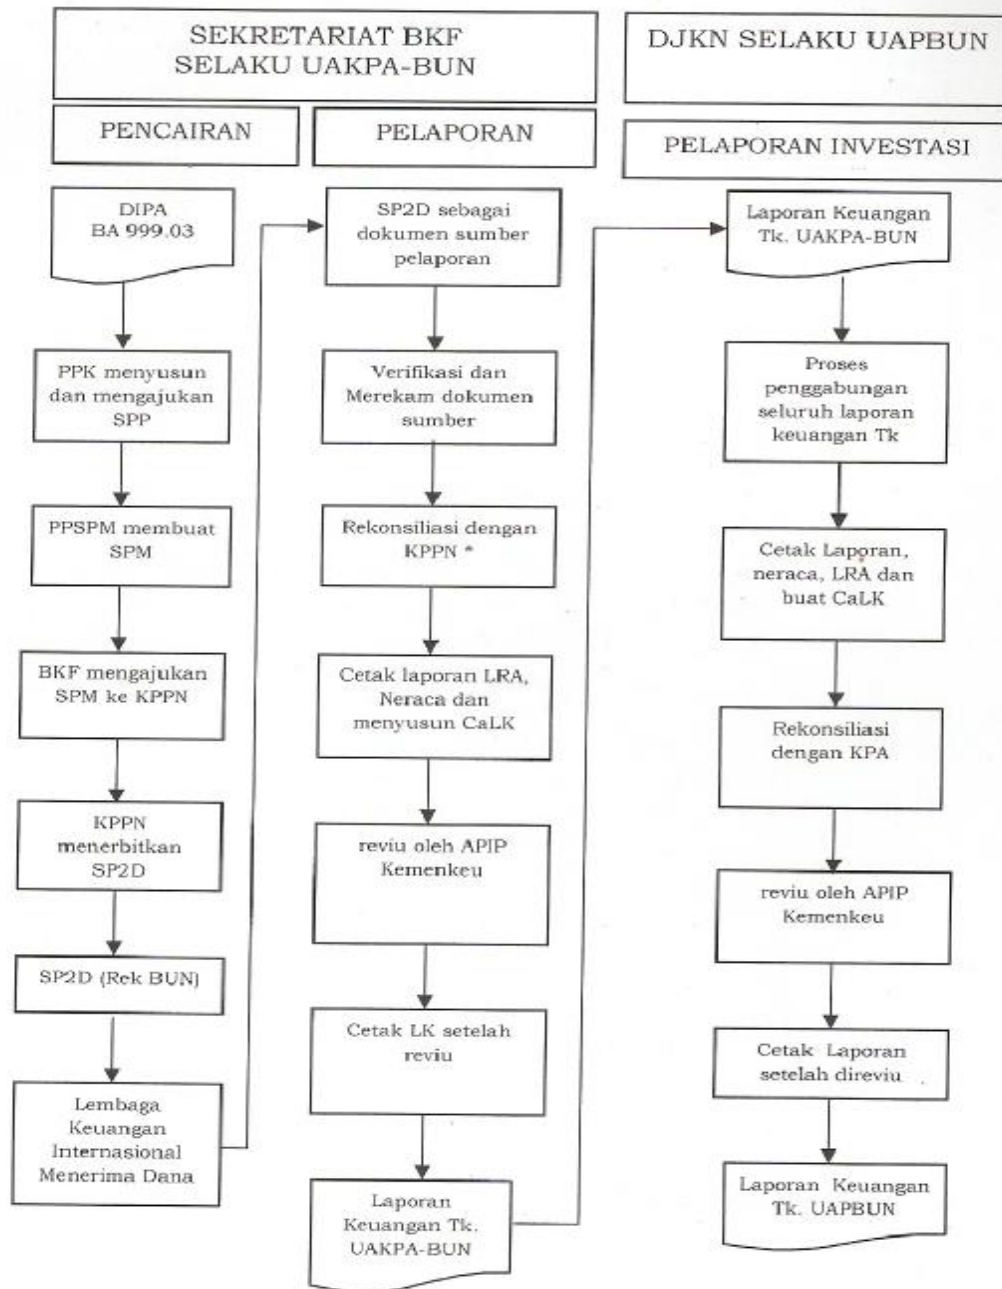 SEKRETARIAT BKF
SELAKU UAKPA-BUN
DJKN SELAKU UAPBUN
PENCAIRAN
PELAPORAN
PELAPORAN INVESTASI
DIPA
BA 999.03
PPK menyusun
dan mengajukan
SPP
PPSPM membuat
SPM
BKF mengajukan
SPM ke KPPN
KPPN
menerbitkan
SP2D
SP2D (Rek BUN)
Lembaga
Keuangan
Internasional
Menerima Dana
SP2D sebagai
dokumen sumber
pelaporan
Verifikasi dan
Merekam dokumen
sumber
Rekonsiliasi dengan
KPPN *
Cetak laporan LRA,
Neraca dan
menyusun CaLK
reviu oleh APIP
Kemenkeu
Cetak LK setelah
reviu
Laporan
Keuangan Tk.
UAKPA-BUN
Laporan Keuangan
Tk. UAKPA-BUN
Proses
penggabungan
seluruh laporan
keuangan Tk
Cetak Laporan,
neraca, LRA dan
buat CaLK
Rekonsiliasi
dengan KPA
reviu oleh APIP
Kemenkeu
Cetak Laporan
setelah direviu
Laporan Keuangan
Tk. UAPBUN